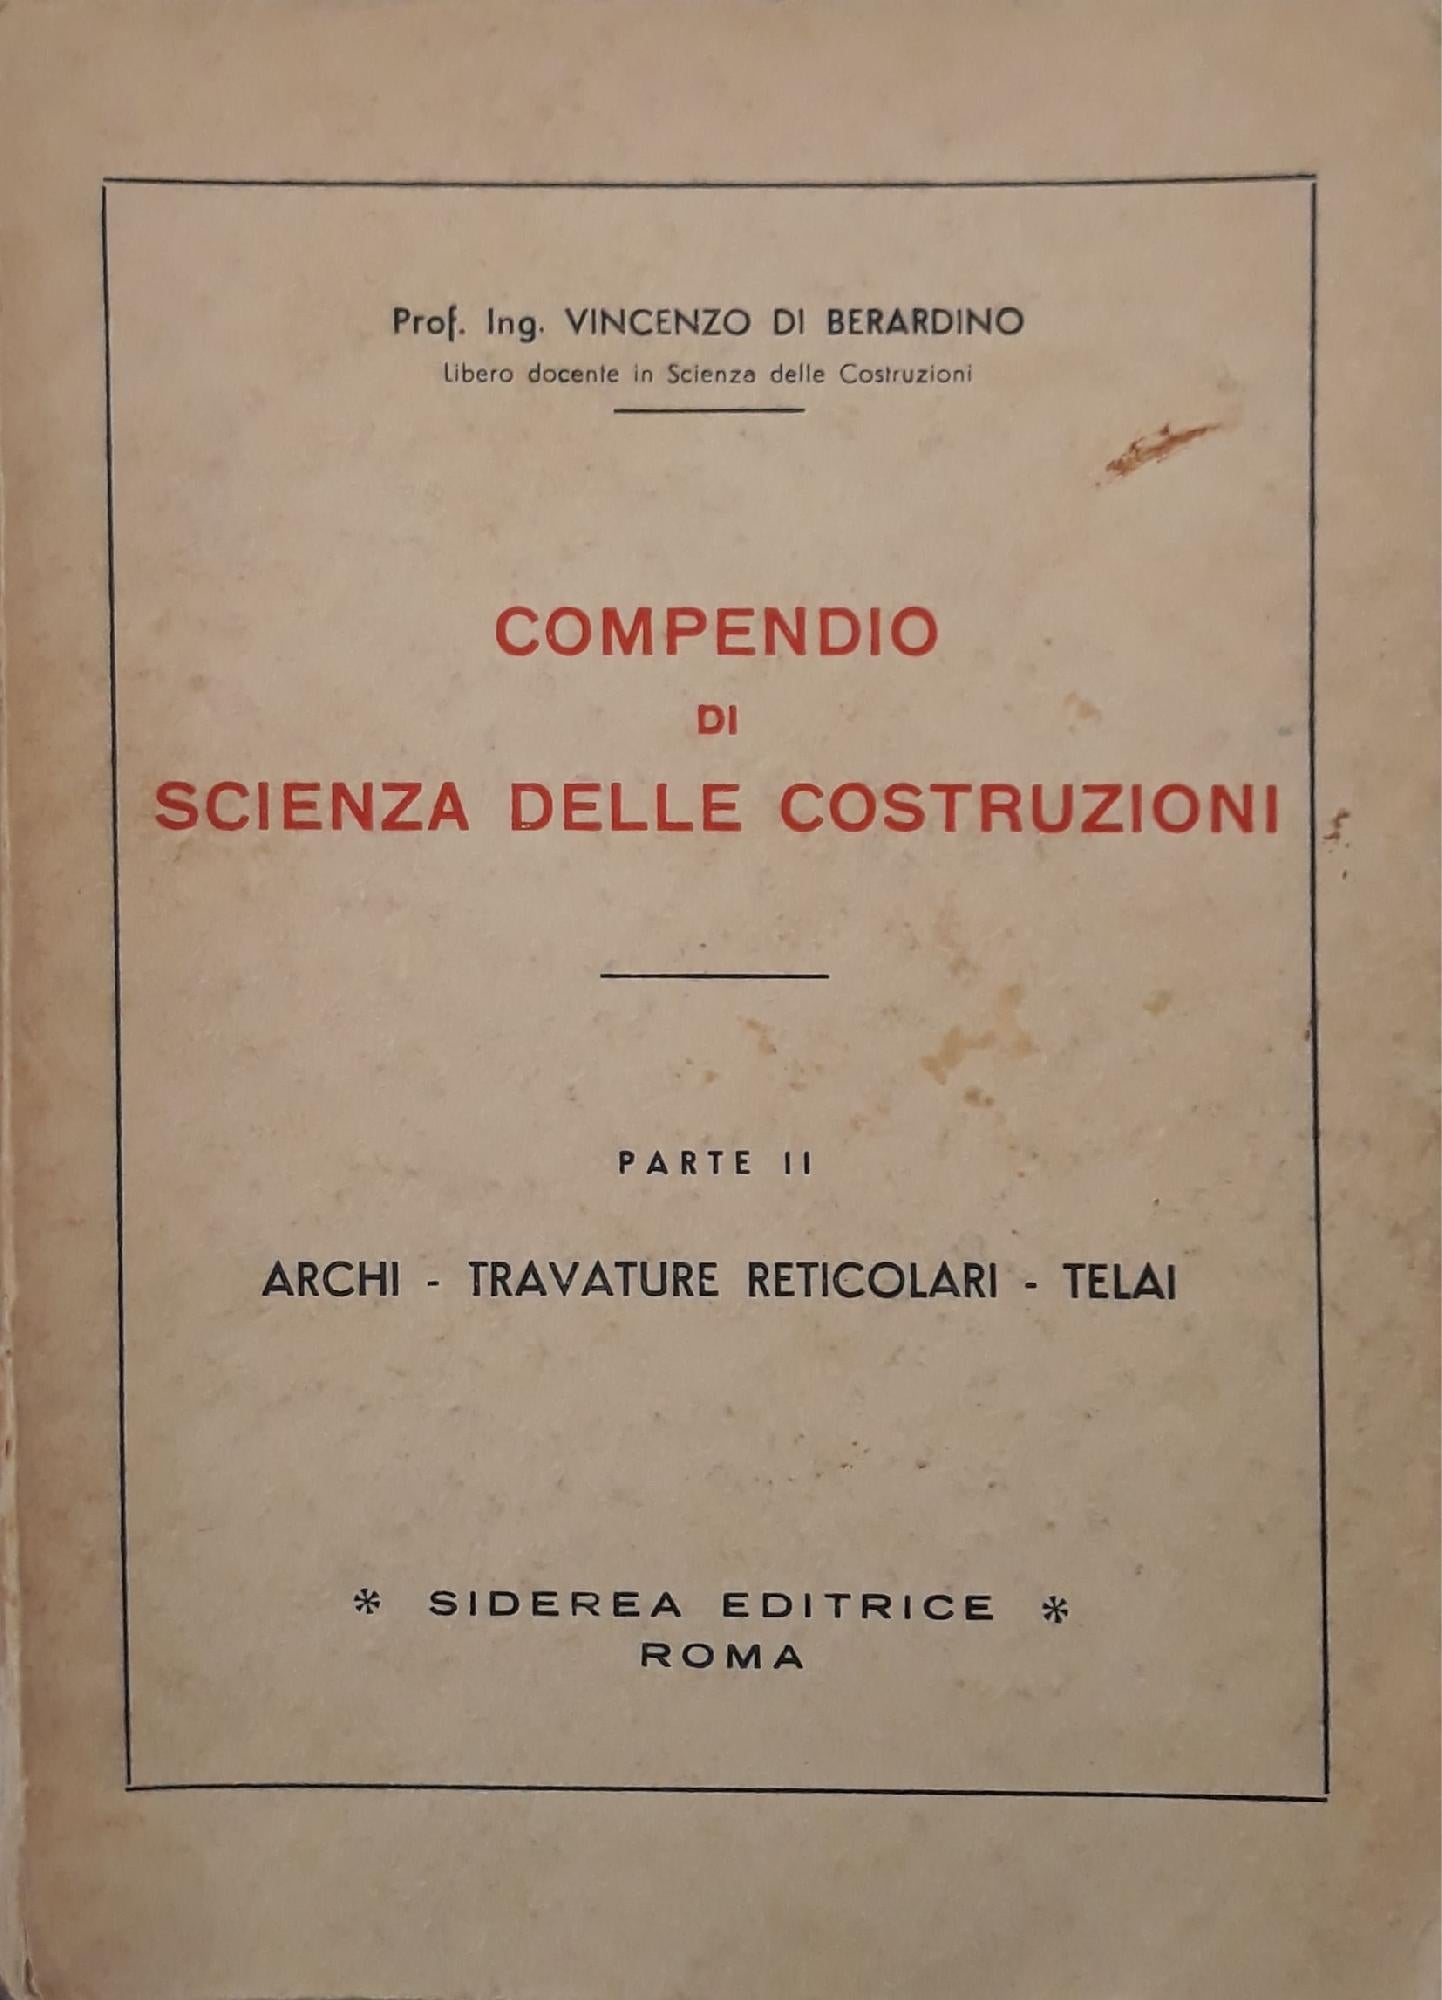 Prof. Ing. VINCENZO DI BERARDINO
Libero docente in Scienza delle Costruzioni
COMPENDIO
DI
SCIENZA DELLE COSTRUZIONI
PARTE II
ARCHI - TRAVATURE RETICOLARI - TELAI
* SIDEREA EDITRICE *
ROMA